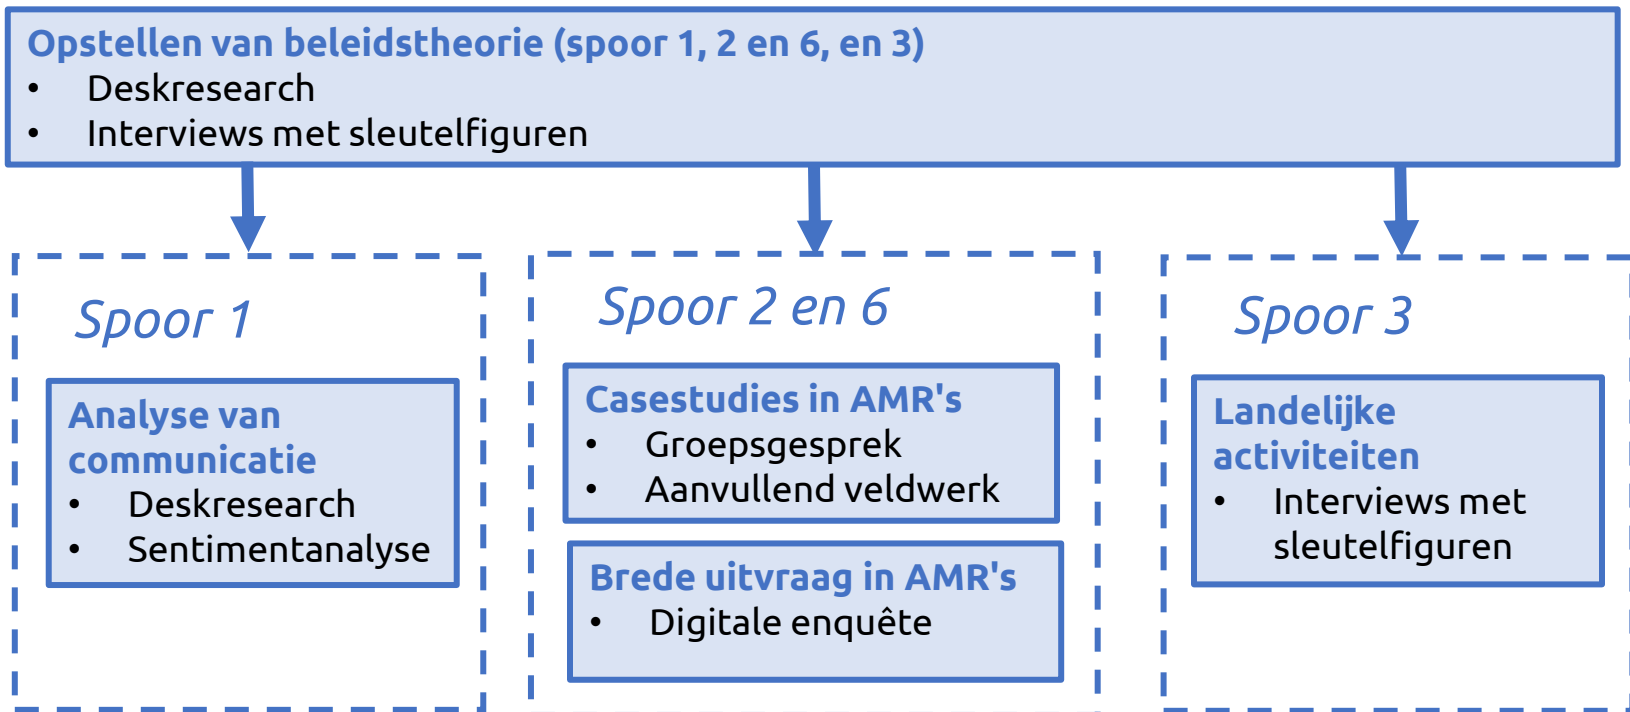 Opstellen van beleidstheorie (spoor 1, 2 en 6, en 3)
• Deskresearch
• Interviews met sleutelfiguren
Spoor 1
Analyse van
communicatie
• Deskresearch
• Sentimentanalyse
Spoor 2 en 6
Casestudies in AMR's
• Groepsgesprek
• Aanvullend veldwerk
Brede uitvraag in AMR's
• Digitale enquête
Spoor 3
Landelijke
activiteiten
• Interviews met
sleutelfiguren